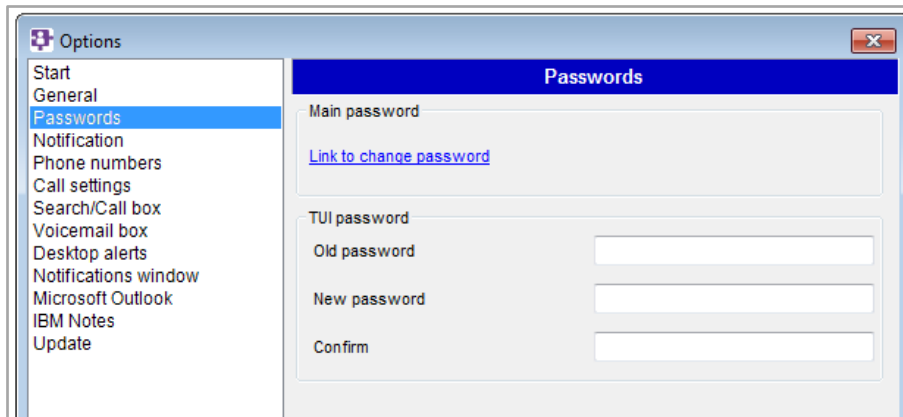 Options
Start
General
Passwords
Notification
Phone numbers
Call settings
Search/Call box
Voicemail box
Desktop alerts
Notifications window
Microsoft Outlook
IBM Notes
Update
Passwords
Main password
Link to change password
TUI password
Old password
New password
Confirm